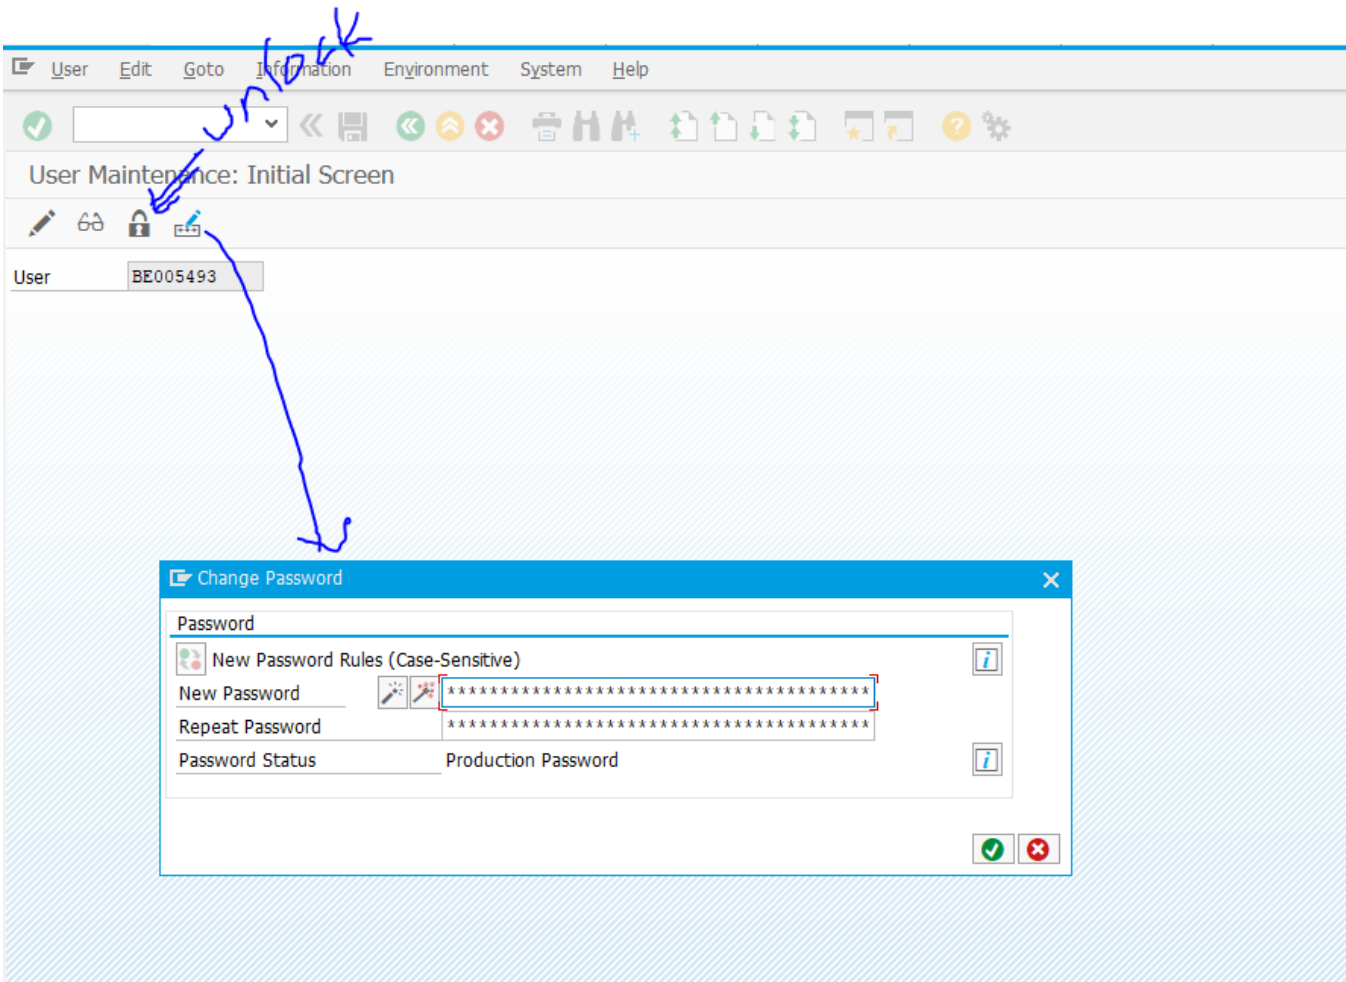 unlock
User Edit Goto Information Environment System Help
User Maintenance: Initial Screen
User BE005493
Change Password
Password
New Password Rules (Case-Sensitive)
New Password ****************************************
Repeat Password ****************************************
Password Status Production Password